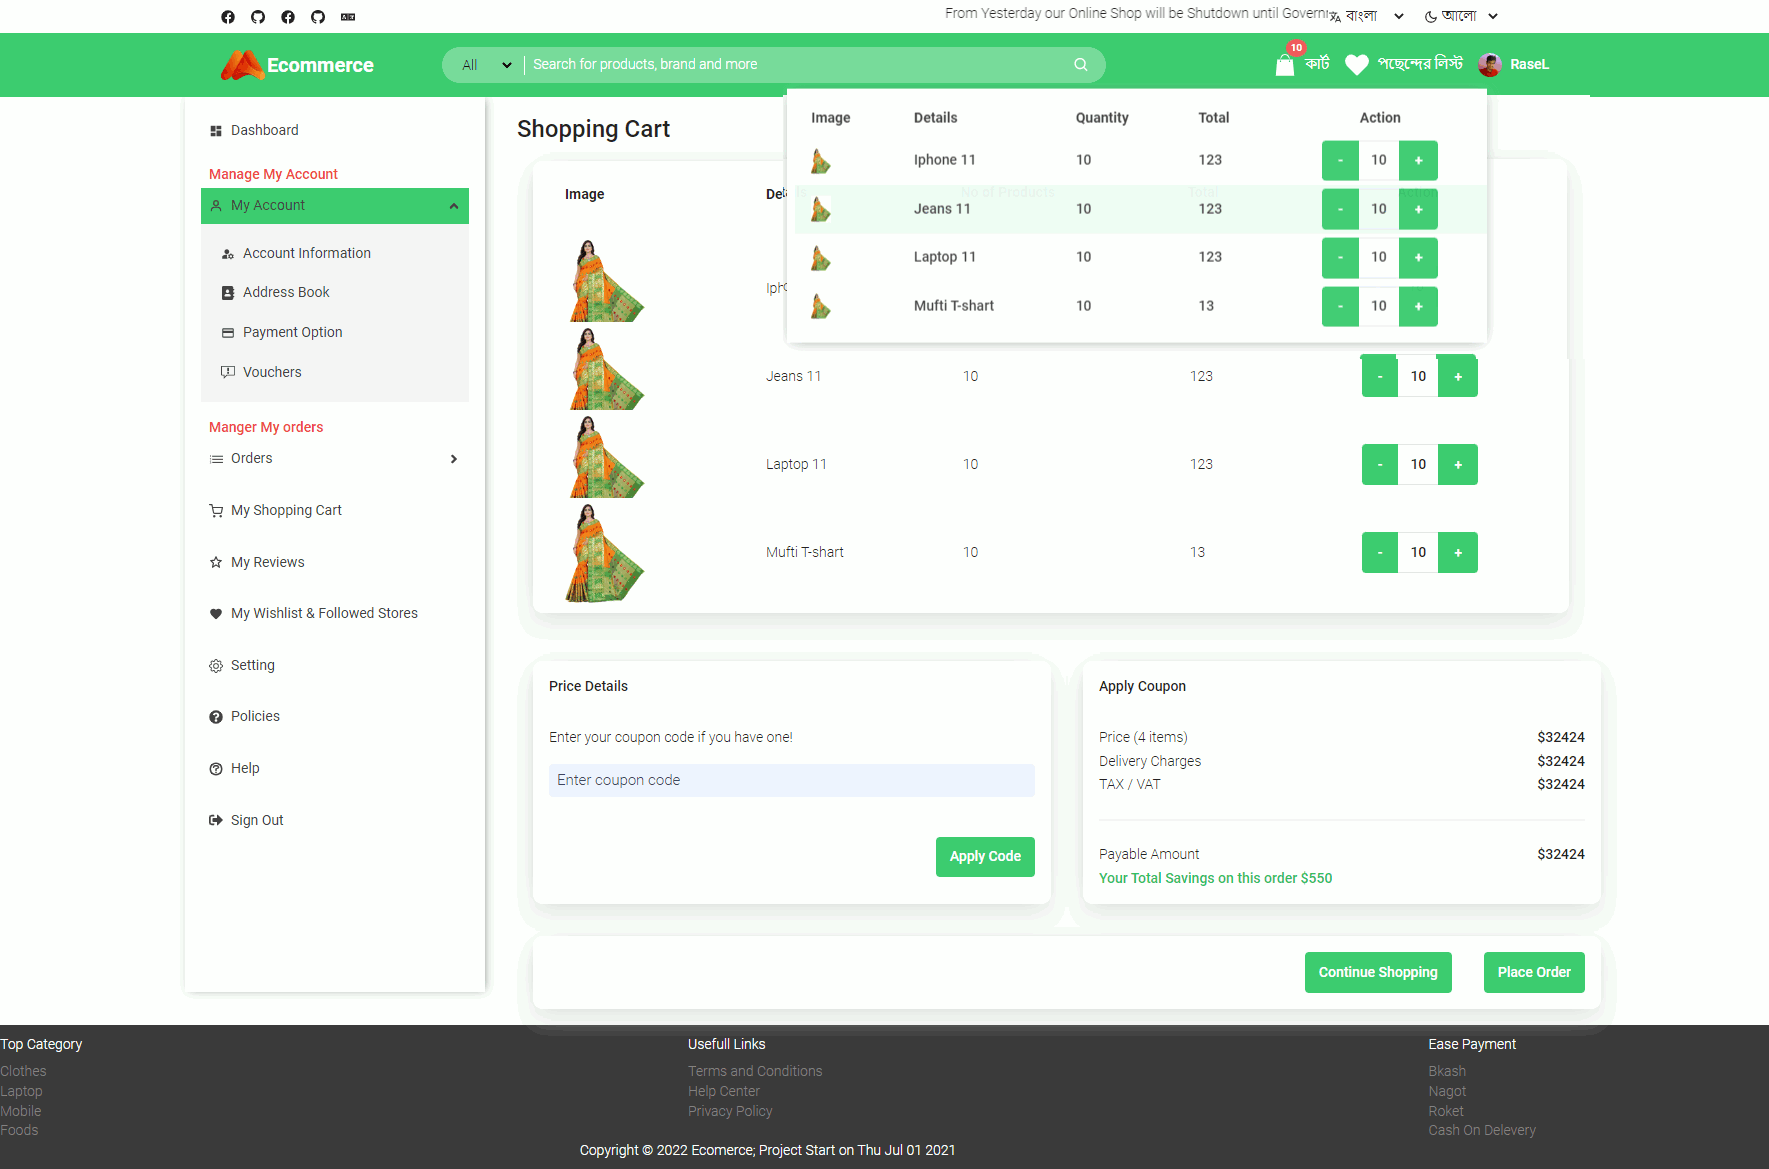 From Yesterday our Online Shop will be Shutdown until Governr
বাংলা
আলো
Ecommerce
All
Search for products, brand and more
10
কার্ট
পছেন্দের লিস্ট
RaseL
Dashboard
Manage My Account
My Account
Account Information
Address Book
Payment Option
Vouchers
Manger My orders
Orders
My Shopping Cart
My Reviews
My Wishlist & Followed Stores
Setting
Policies
Help
Sign Out
Shopping Cart
Image Details Quantity Total Action
Iphone 11 10 123 - 10 +
Jeans 11 10 123 - 10 +
Laptop 11 10 123 - 10 +
Mufti T-shart 10 13 - 10 +
Image No of Products Total Action
Jeans 11 10 123 - 10 +
Laptop 11 10 123 - 10 +
Mufti T-shart 10 13 - 10 +
Price Details
Enter your coupon code if you have one!
Enter coupon code
Apply Code
Apply Coupon
Price (4 items) $32424
Delivery Charges $32424
TAX / VAT $32424
Payable Amount $32424
Your Total Savings on this order $550
Continue Shopping
Place Order
Top Category
Clothes
Laptop
Mobile
Foods
Usefull Links
Terms and Conditions
Help Center
Privacy Policy
Ease Payment
Bkash
Nagot
Roket
Cash On Delevery
Copyright © 2022 Ecomerce; Project Start on Thu Jul 01 2021